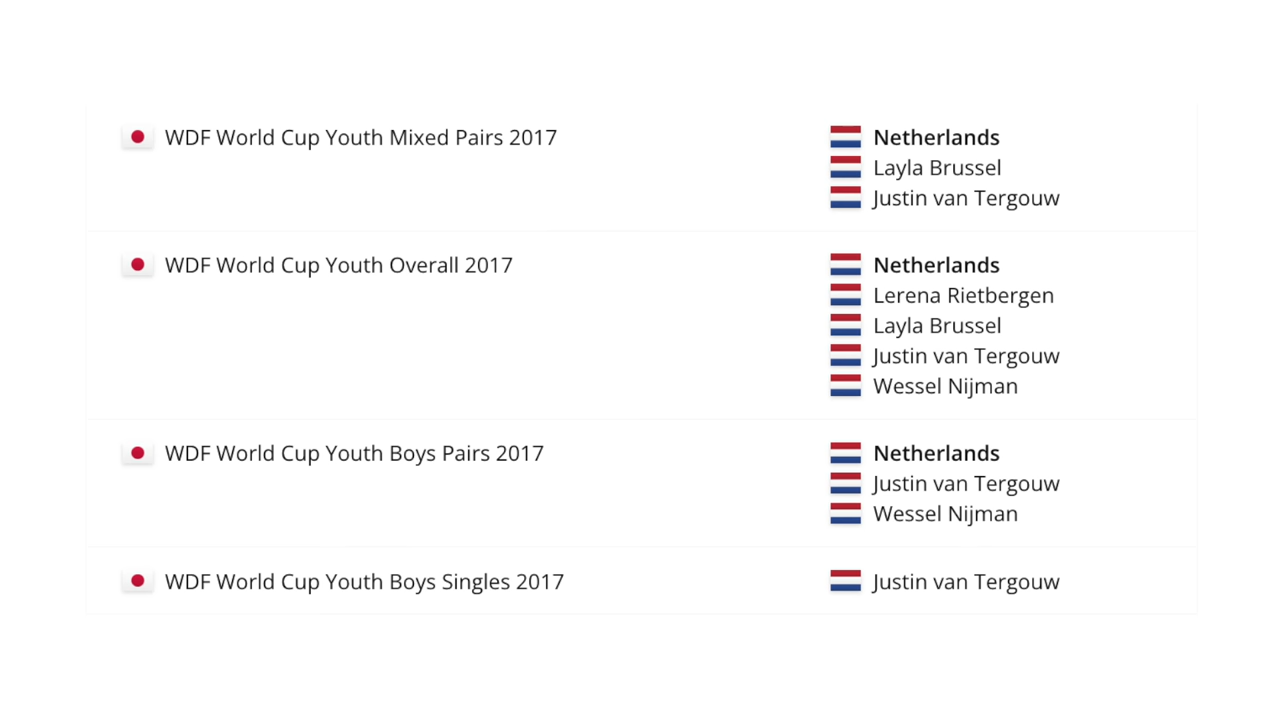 WDF World Cup Youth Mixed Pairs 2017
Netherlands
Layla Brussel
Justin van Tergouw
WDF World Cup Youth Overall 2017
Netherlands
Lerena Rietbergen
Layla Brussel
Justin van Tergouw
Wessel Nijman
WDF World Cup Youth Boys Pairs 2017
Netherlands
Justin van Tergouw
Wessel Nijman
WDF World Cup Youth Boys Singles 2017
Justin van Tergouw